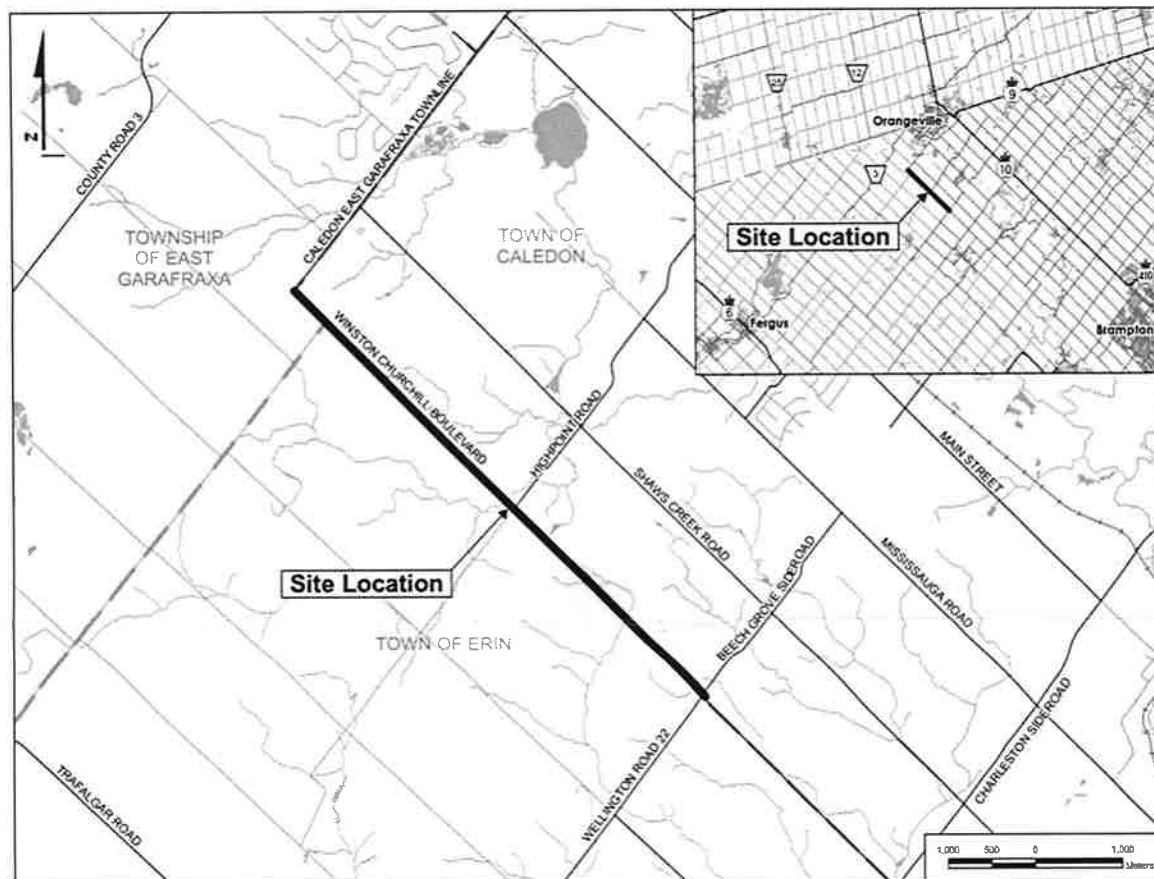 N
COUNTY ROAD 3
CALEDON EAST GARAFRAXA TOWNLINE
TOWNSHIP
OF EAST
GARAFRAXA
TOWN OF
CALEDON
WINSTON CHURCHILL BOULEVARD
HIGHPOINT ROAD
Site Location
TOWN OF ERIN
SHAWS CREEK ROAD
BEECH GROVE SIDEROAD
MISSISSAUGA ROAD
MAIN STREET
CHARLESTON SIDEROAD
WELLINGTON ROAD 22
TRAFALGAR ROAD
12
9
Orangeville
3
10
Site Location
410
6
Fergus
Brampton
1,000 500 0 1,000
Meters